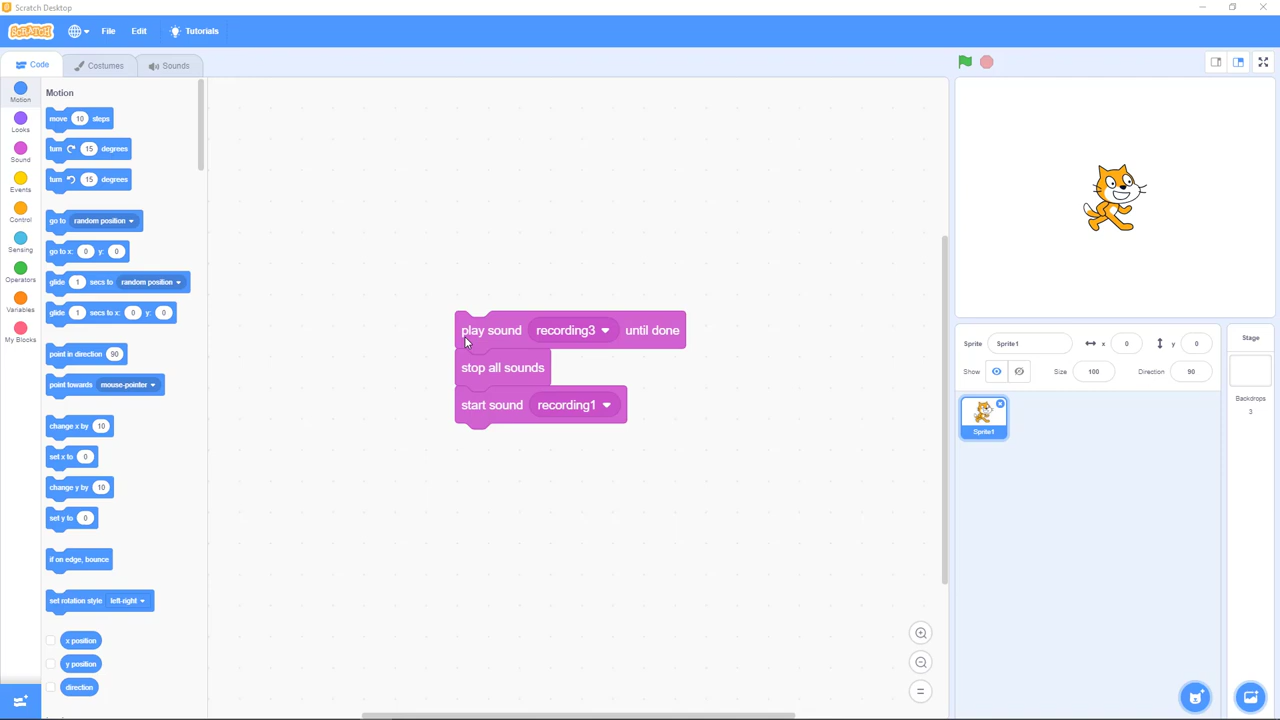 Scratch Desktop
SCRATCH File Edit Tutorials
Code Costumes Sounds
Motion
Looks
Sound
Events
Control
Sensing
Operators
Variables
My Blocks
Motion
move 10 steps
turn 15 degrees
turn 15 degrees
go to random position
go to x: 0 y: 0
glide 1 secs to random position
glide 1 secs to x: 0 y: 0
point in direction 90
point towards mouse-pointer
change x by 10
set x to 0
change y by 10
set y to 0
if on edge, bounce
set rotation style left-right
x position
y position
direction
play sound recording3 until done
stop all sounds
start sound recording1
Sprite Sprite1 x 0 y 0
Show Size 100 Direction 90
Sprite1
Stage
Backdrops
3